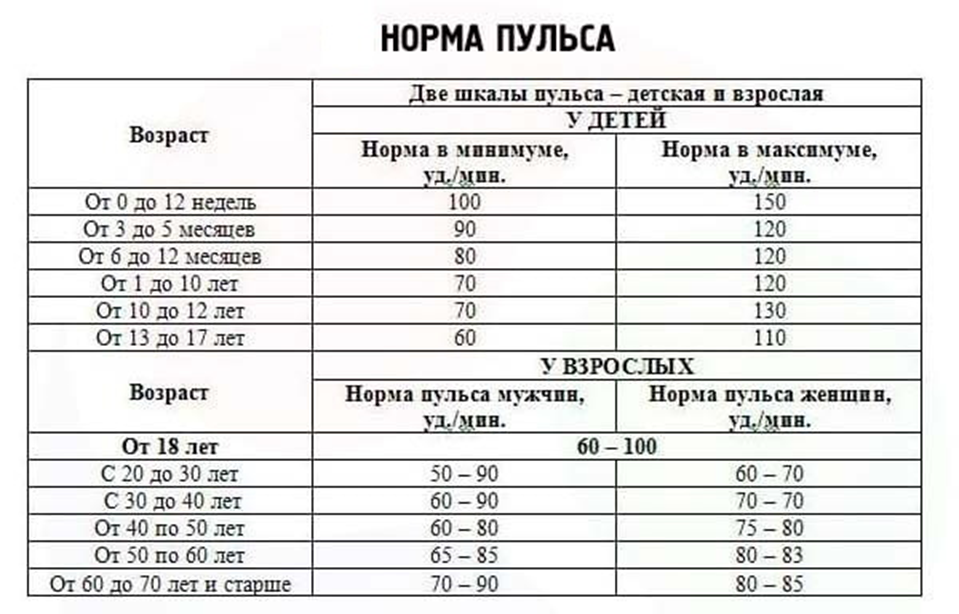 НОРМА ПУЛЬСА
Возраст
Две шкалы пульса – детская и взрослая
У ДЕТЕЙ
Норма в минимуме, уд./мин.
Норма в максимуме, уд./мин.
От 0 до 12 недель 100 150
От 3 до 5 месяцев 90 120
От 6 до 12 месяцев 80 120
От 1 до 10 лет 70 120
От 10 до 12 лет 70 130
От 13 до 17 лет 60 110
Возраст
У ВЗРОСЛЫХ
Норма пульса мужчин, уд./мин.
Норма пульса женщин, уд./мин.
От 18 лет 60 – 100
С 20 до 30 лет 50 – 90 60 – 70
С 30 до 40 лет 60 – 90 70 – 70
От 40 по 50 лет 60 – 80 75 – 80
От 50 по 60 лет 65 – 85 80 – 83
От 60 до 70 лет и старше 70 – 90 80 – 85